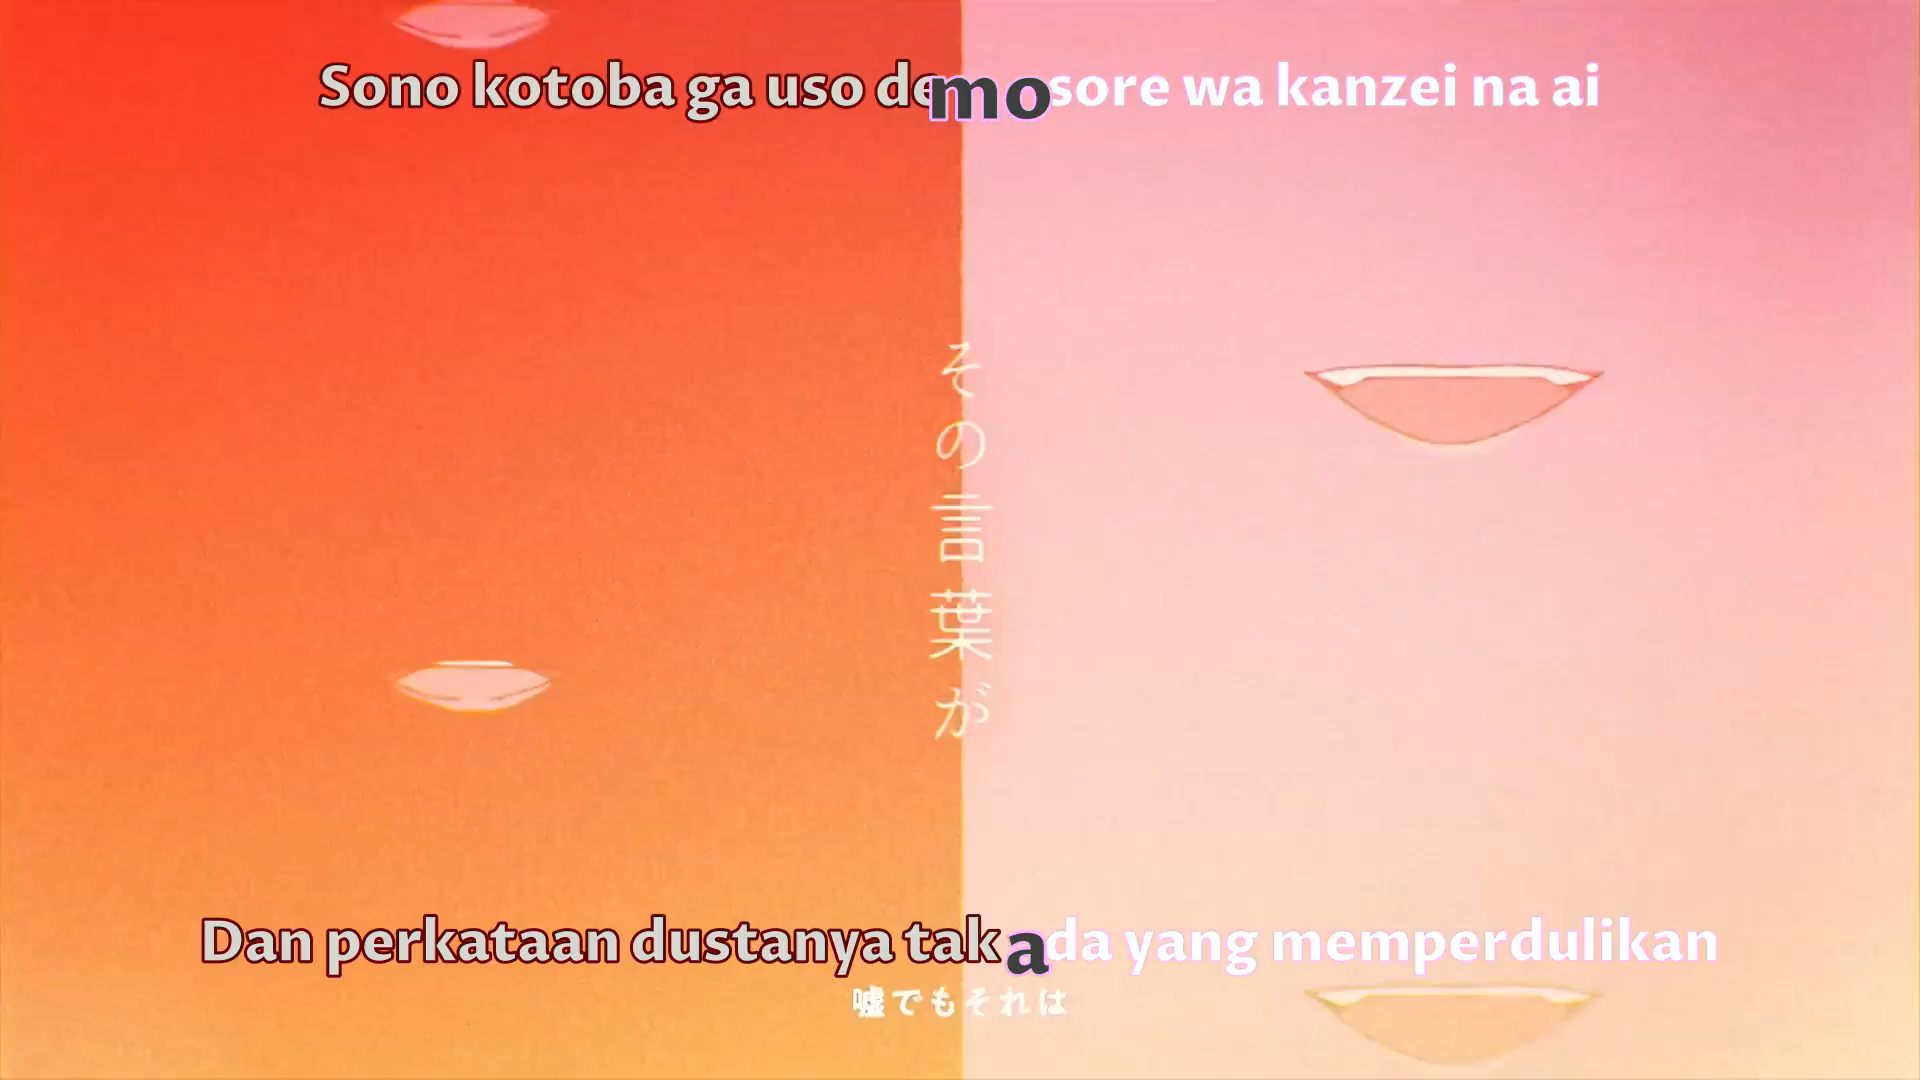 Sono kotoba ga uso demo sore wa kanzei na ai
その言葉が
Dan perkataan dustanya tak ada yang memperdulikan
嘘でもそれは